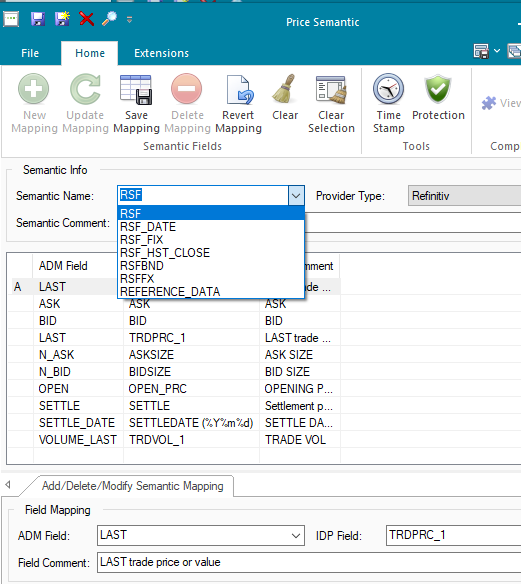 Price Semantic
File Home Extensions
New Mapping Update Mapping Save Mapping Delete Mapping Revert Mapping Clear Clear Selection Time Stamp Protection View
Semantic Fields Tools Comp
Semantic Info
Semantic Name: RSF Provider Type: Refinitiv
Semantic Comment:
RSF
RSF_DATE
RSF_FIX
RSF_HST_CLOSE
RSFBND
RSFFX
REFERENCE_DATA
ADM Field mment
A LAST rade ...
ASK ASK ASK
BID BID BID
LAST TRDPRC_1 LAST trade ...
N_ASK ASKSIZE ASK SIZE
N_BID BIDSIZE BID SIZE
OPEN OPEN_PRC OPENING P...
SETTLE SETTLE Settlement p...
SETTLE_DATE SETTLEDATE (%Y%m%d) SETTLE DA...
VOLUME_LAST TRDVOL_1 TRADE VOL
Add/Delete/Modify Semantic Mapping
Field Mapping
ADM Field: LAST IDP Field: TRDPRC_1
Field Comment: LAST trade price or value